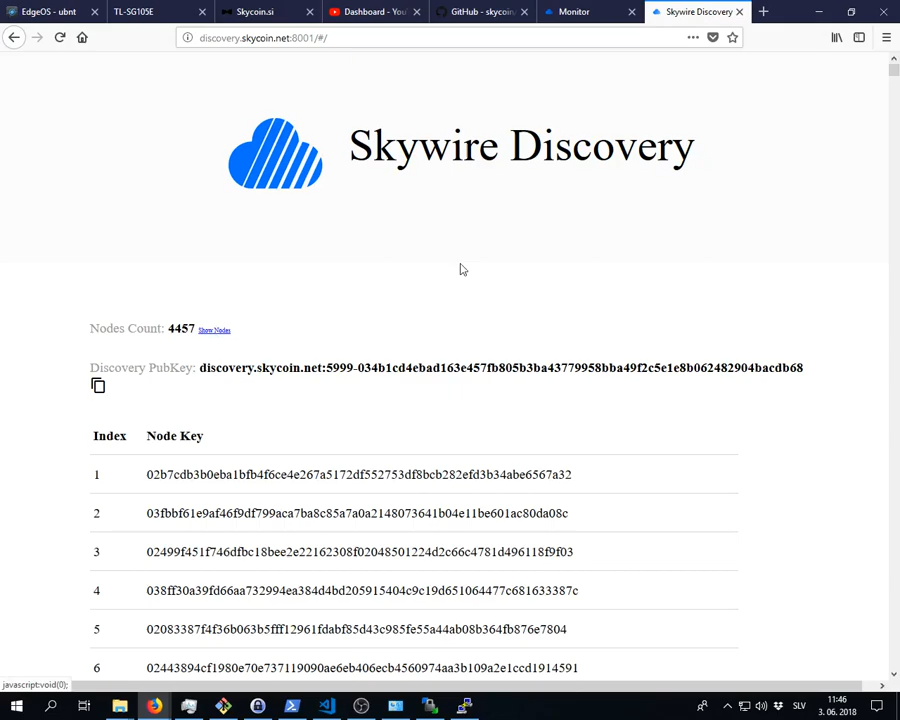 EdgeOS - ubnt
TL-SG105E
Skycoin.si
Dashboard - You
GitHub - skycoin
Monitor
Skywire Discovery
discovery.skycoin.net:8001/#/
Skywire Discovery
Nodes Count: 4457 Show Nodes
Discovery PubKey: discovery.skycoin.net:5999-034b1cd4ebad163e457fb805b3ba43779958bba49f2c5e1e8b062482904bacdb68
Index Node Key
1 02b7cdb3b0eba1bfb4f6ce4e267a5172df552753df8bcb282efd3b34abe6567a32
2 03fbbf61e9af46f9df799aca7ba8c85a7a0a2148073641b04e11be601ac80da08c
3 02499f451f746dfbc18bee2e22162308f02048501224d2c66c4781d496118f9f03
4 038ff30a39fd66aa732994ea384d4bd205915404c9c19d651064477c681633387c
5 02083387f4f36b063b5fff12961fdabf85d43c985fe55a44ab08b364fb876e7804
6 02443894cf1980e70e737119090ae6eb406ecb4560974aa3b109a2e1ccd1914591
javascript:void(0);
SLV
11:46
3. 06. 2018